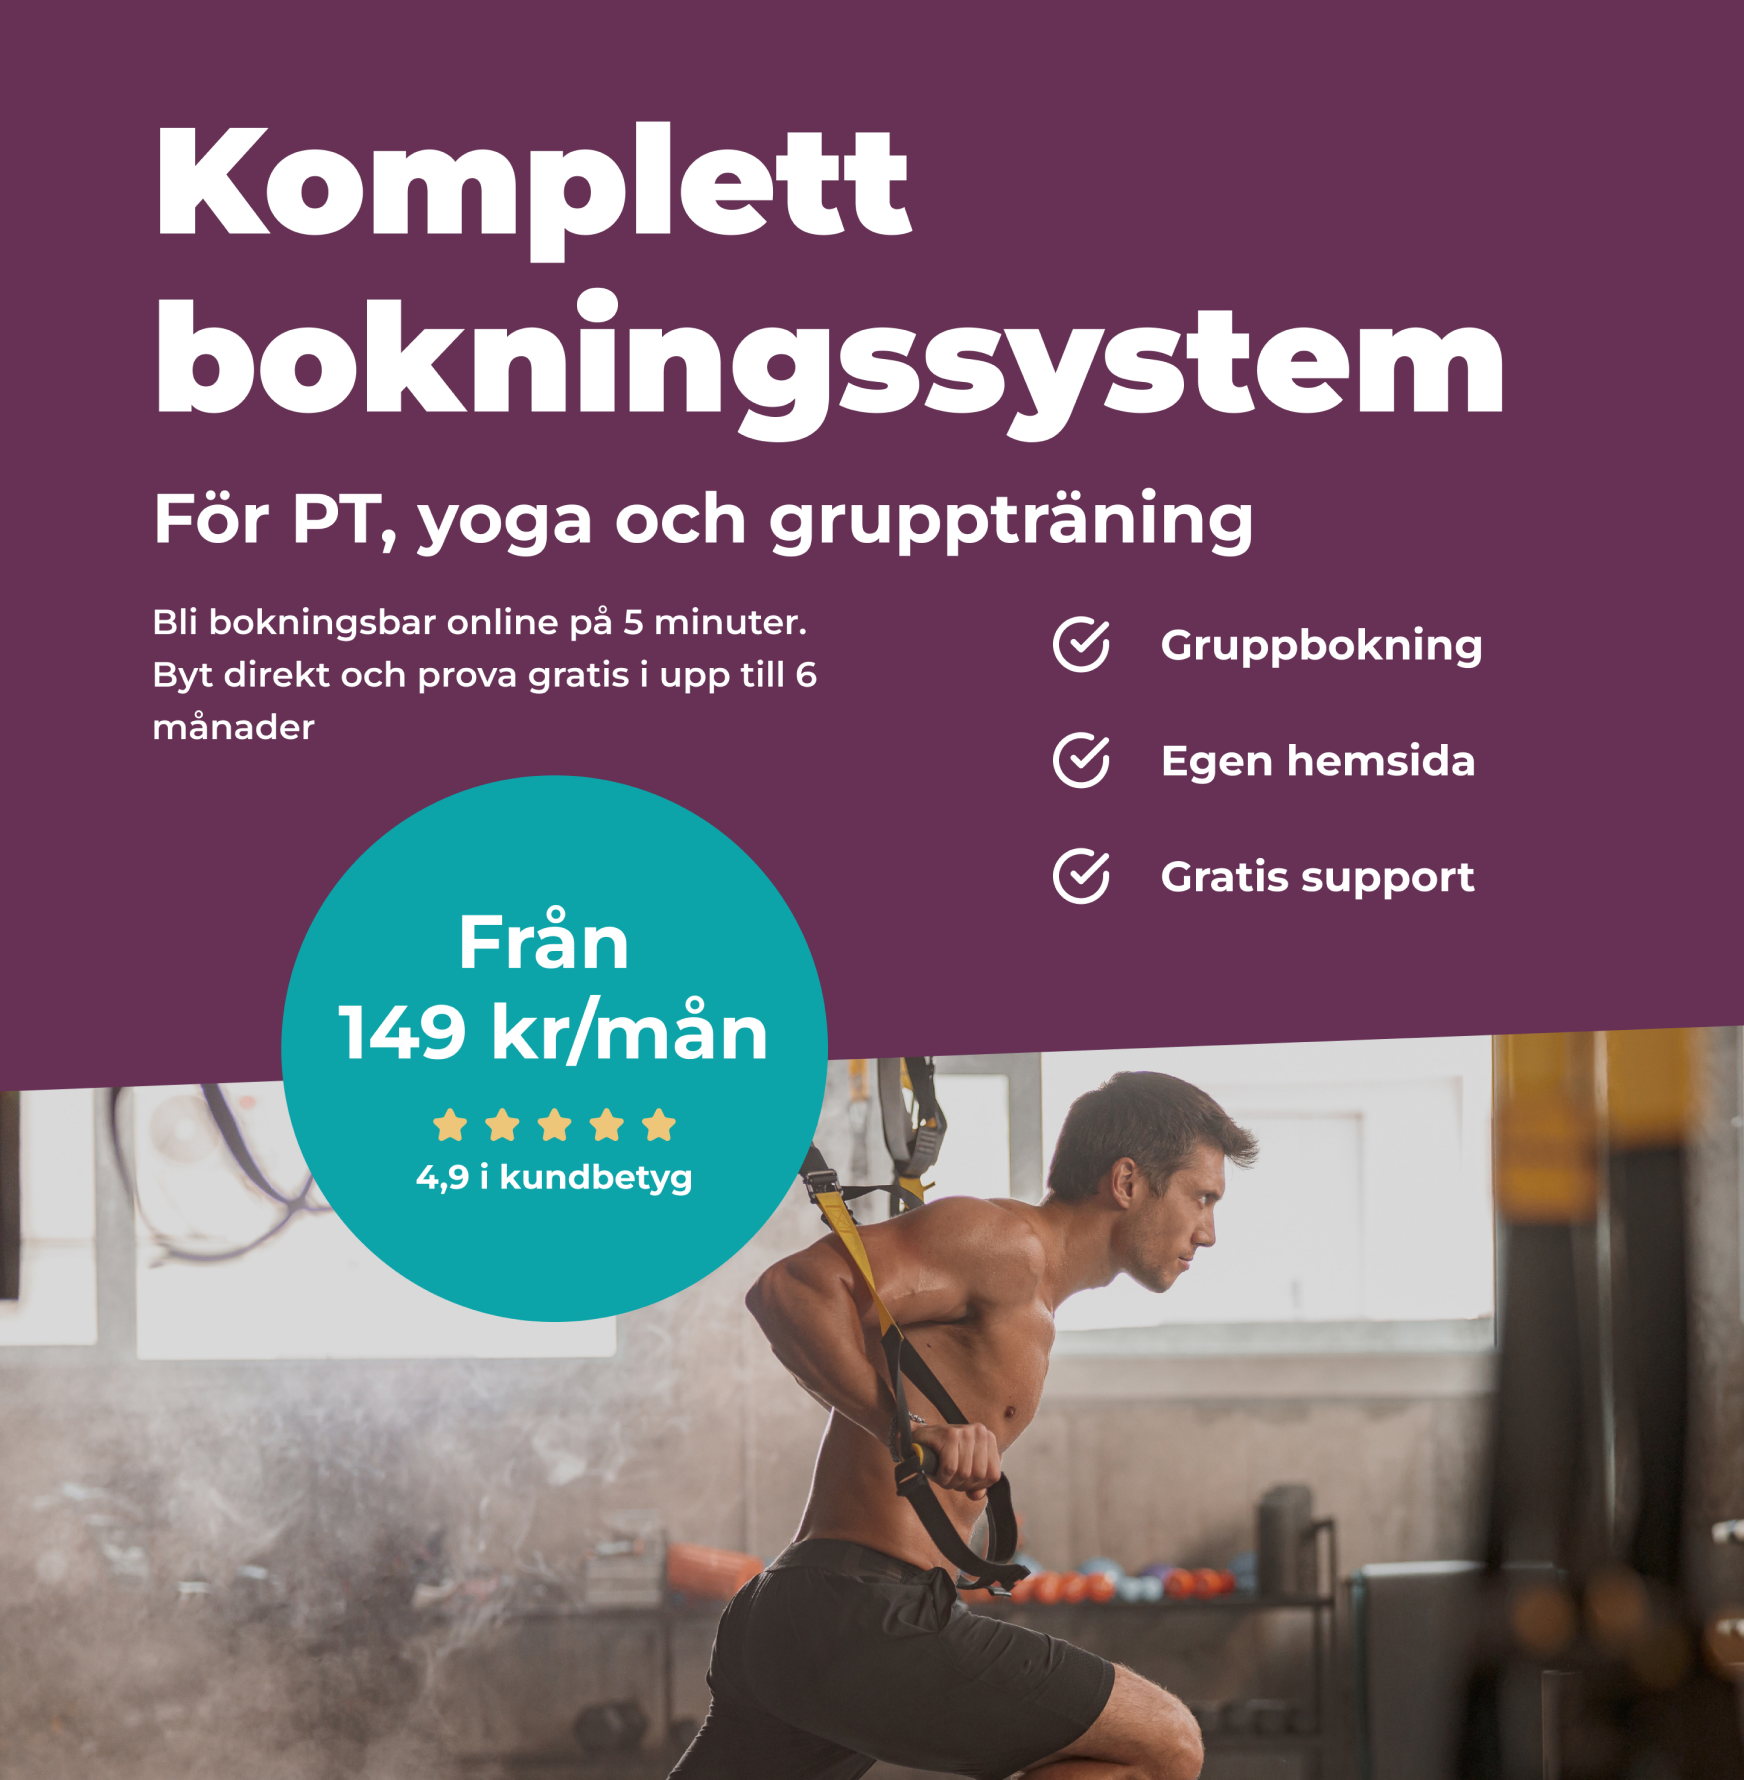 Komplett
bokningssystem
För PT, yoga och gruppträning
Bli bokningsbar online på 5 minuter.
Byt direkt och prova gratis i upp till 6
månader
Gruppbokning
Egen hemsida
Gratis support
Från
149 kr/mån
4,9 i kundbetyg